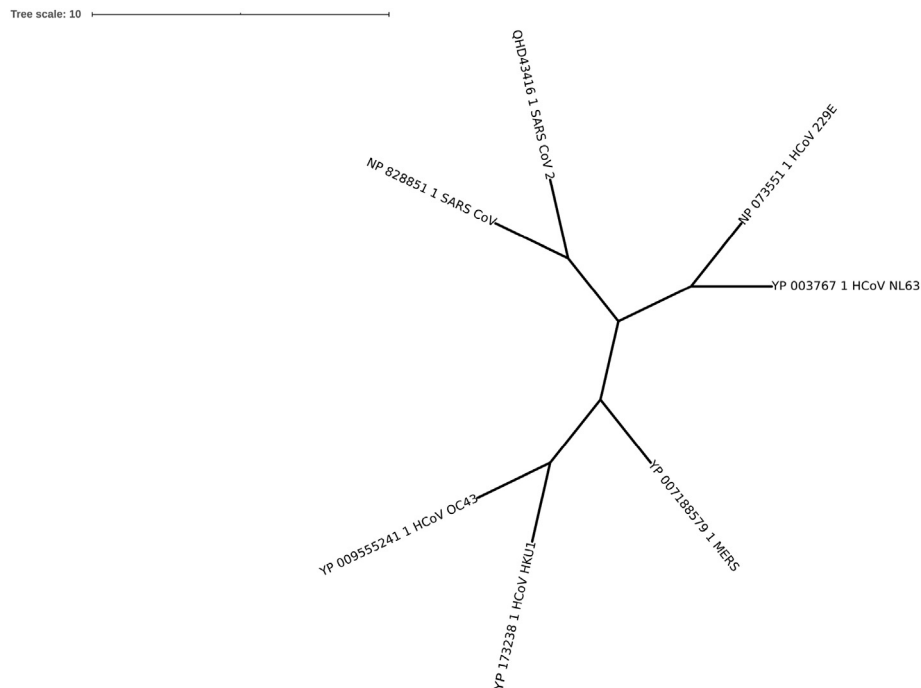 Tree scale: 10
QHD43416 1 SARS CoV 2
NP 073551 1 HCoV 229E
NP 828851 1 SARS CoV
YP 003767 1 HCoV NL63
YP 007188579 1 MERS
YP 009555241 1 HCoV OC43
YP 173238 1 HCoV HKU1